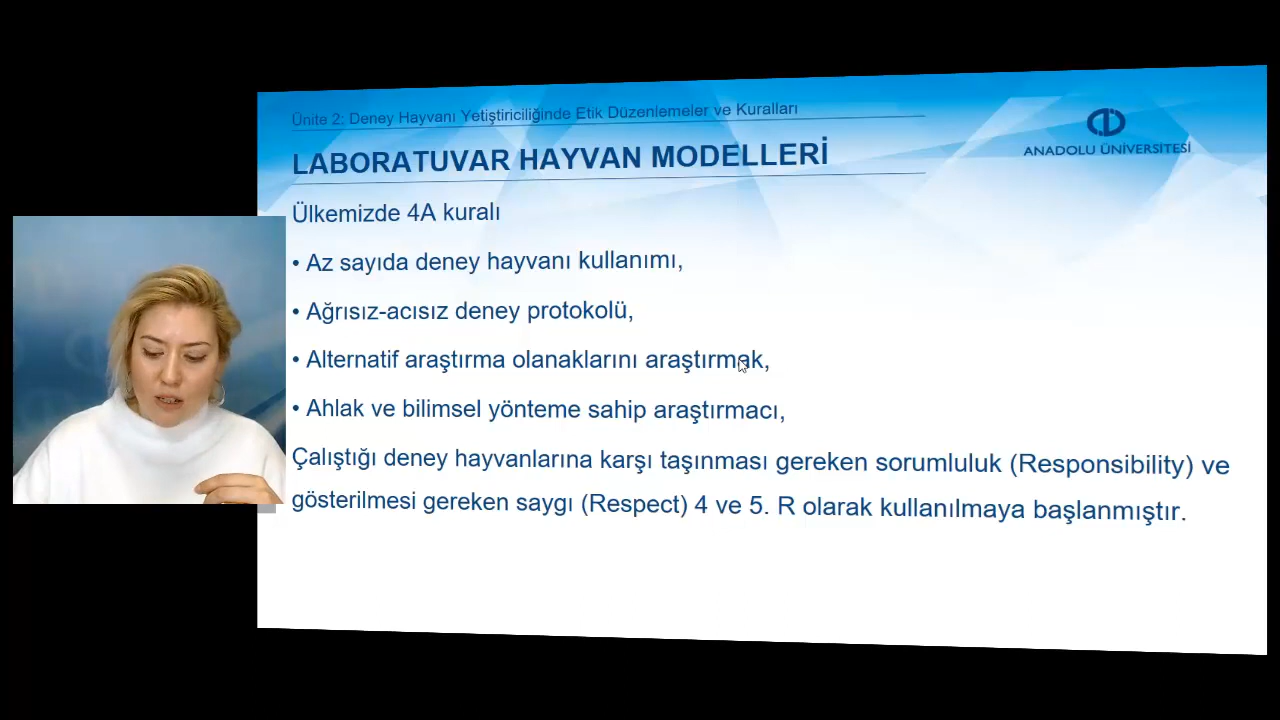 Ünite 2: Deney Hayvanı Yetiştiriciliğinde Etik Düzenlemeler ve Kuralları
ANADOLU ÜNİVERSİTESİ
LABORATUVAR HAYVAN MODELLERİ
Ülkemizde 4A kuralı
• Az sayıda deney hayvanı kullanımı,
• Ağrısız-acısız deney protokolü,
• Alternatif araştırma olanaklarını araştırmak,
• Ahlak ve bilimsel yönteme sahip araştırmacı,
Çalıştığı deney hayvanlarına karşı taşınması gereken sorumluluk (Responsibility) ve
gösterilmesi gereken saygı (Respect) 4 ve 5. R olarak kullanılmaya başlanmıştır.